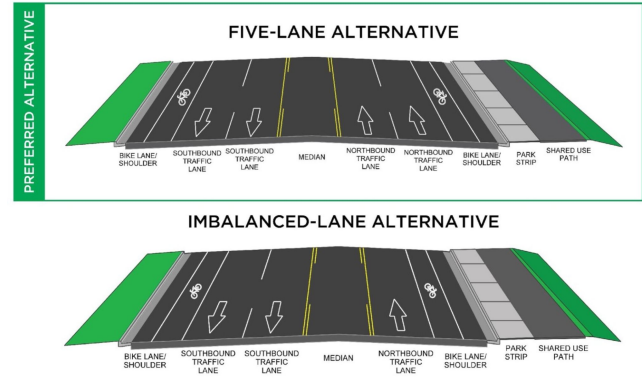 PREFERRED ALTERNATIVE
FIVE-LANE ALTERNATIVE
BIKE LANE/
SHOULDER
SOUTHBOUND
TRAFFIC
LANE
SOUTHBOUND
TRAFFIC
LANE
MEDIAN
NORTHBOUND
TRAFFIC
LANE
NORTHBOUND
TRAFFIC
LANE
BIKE LANE/
SHOULDER
PARK
STRIP
SHARED USE
PATH
IMBALANCED-LANE ALTERNATIVE
BIKE LANE/
SHOULDER
SOUTHBOUND
TRAFFIC
LANE
SOUTHBOUND
TRAFFIC
LANE
MEDIAN
NORTHBOUND
TRAFFIC
LANE
BIKE LANE/
SHOULDER
PARK
STRIP
SHARED USE
PATH